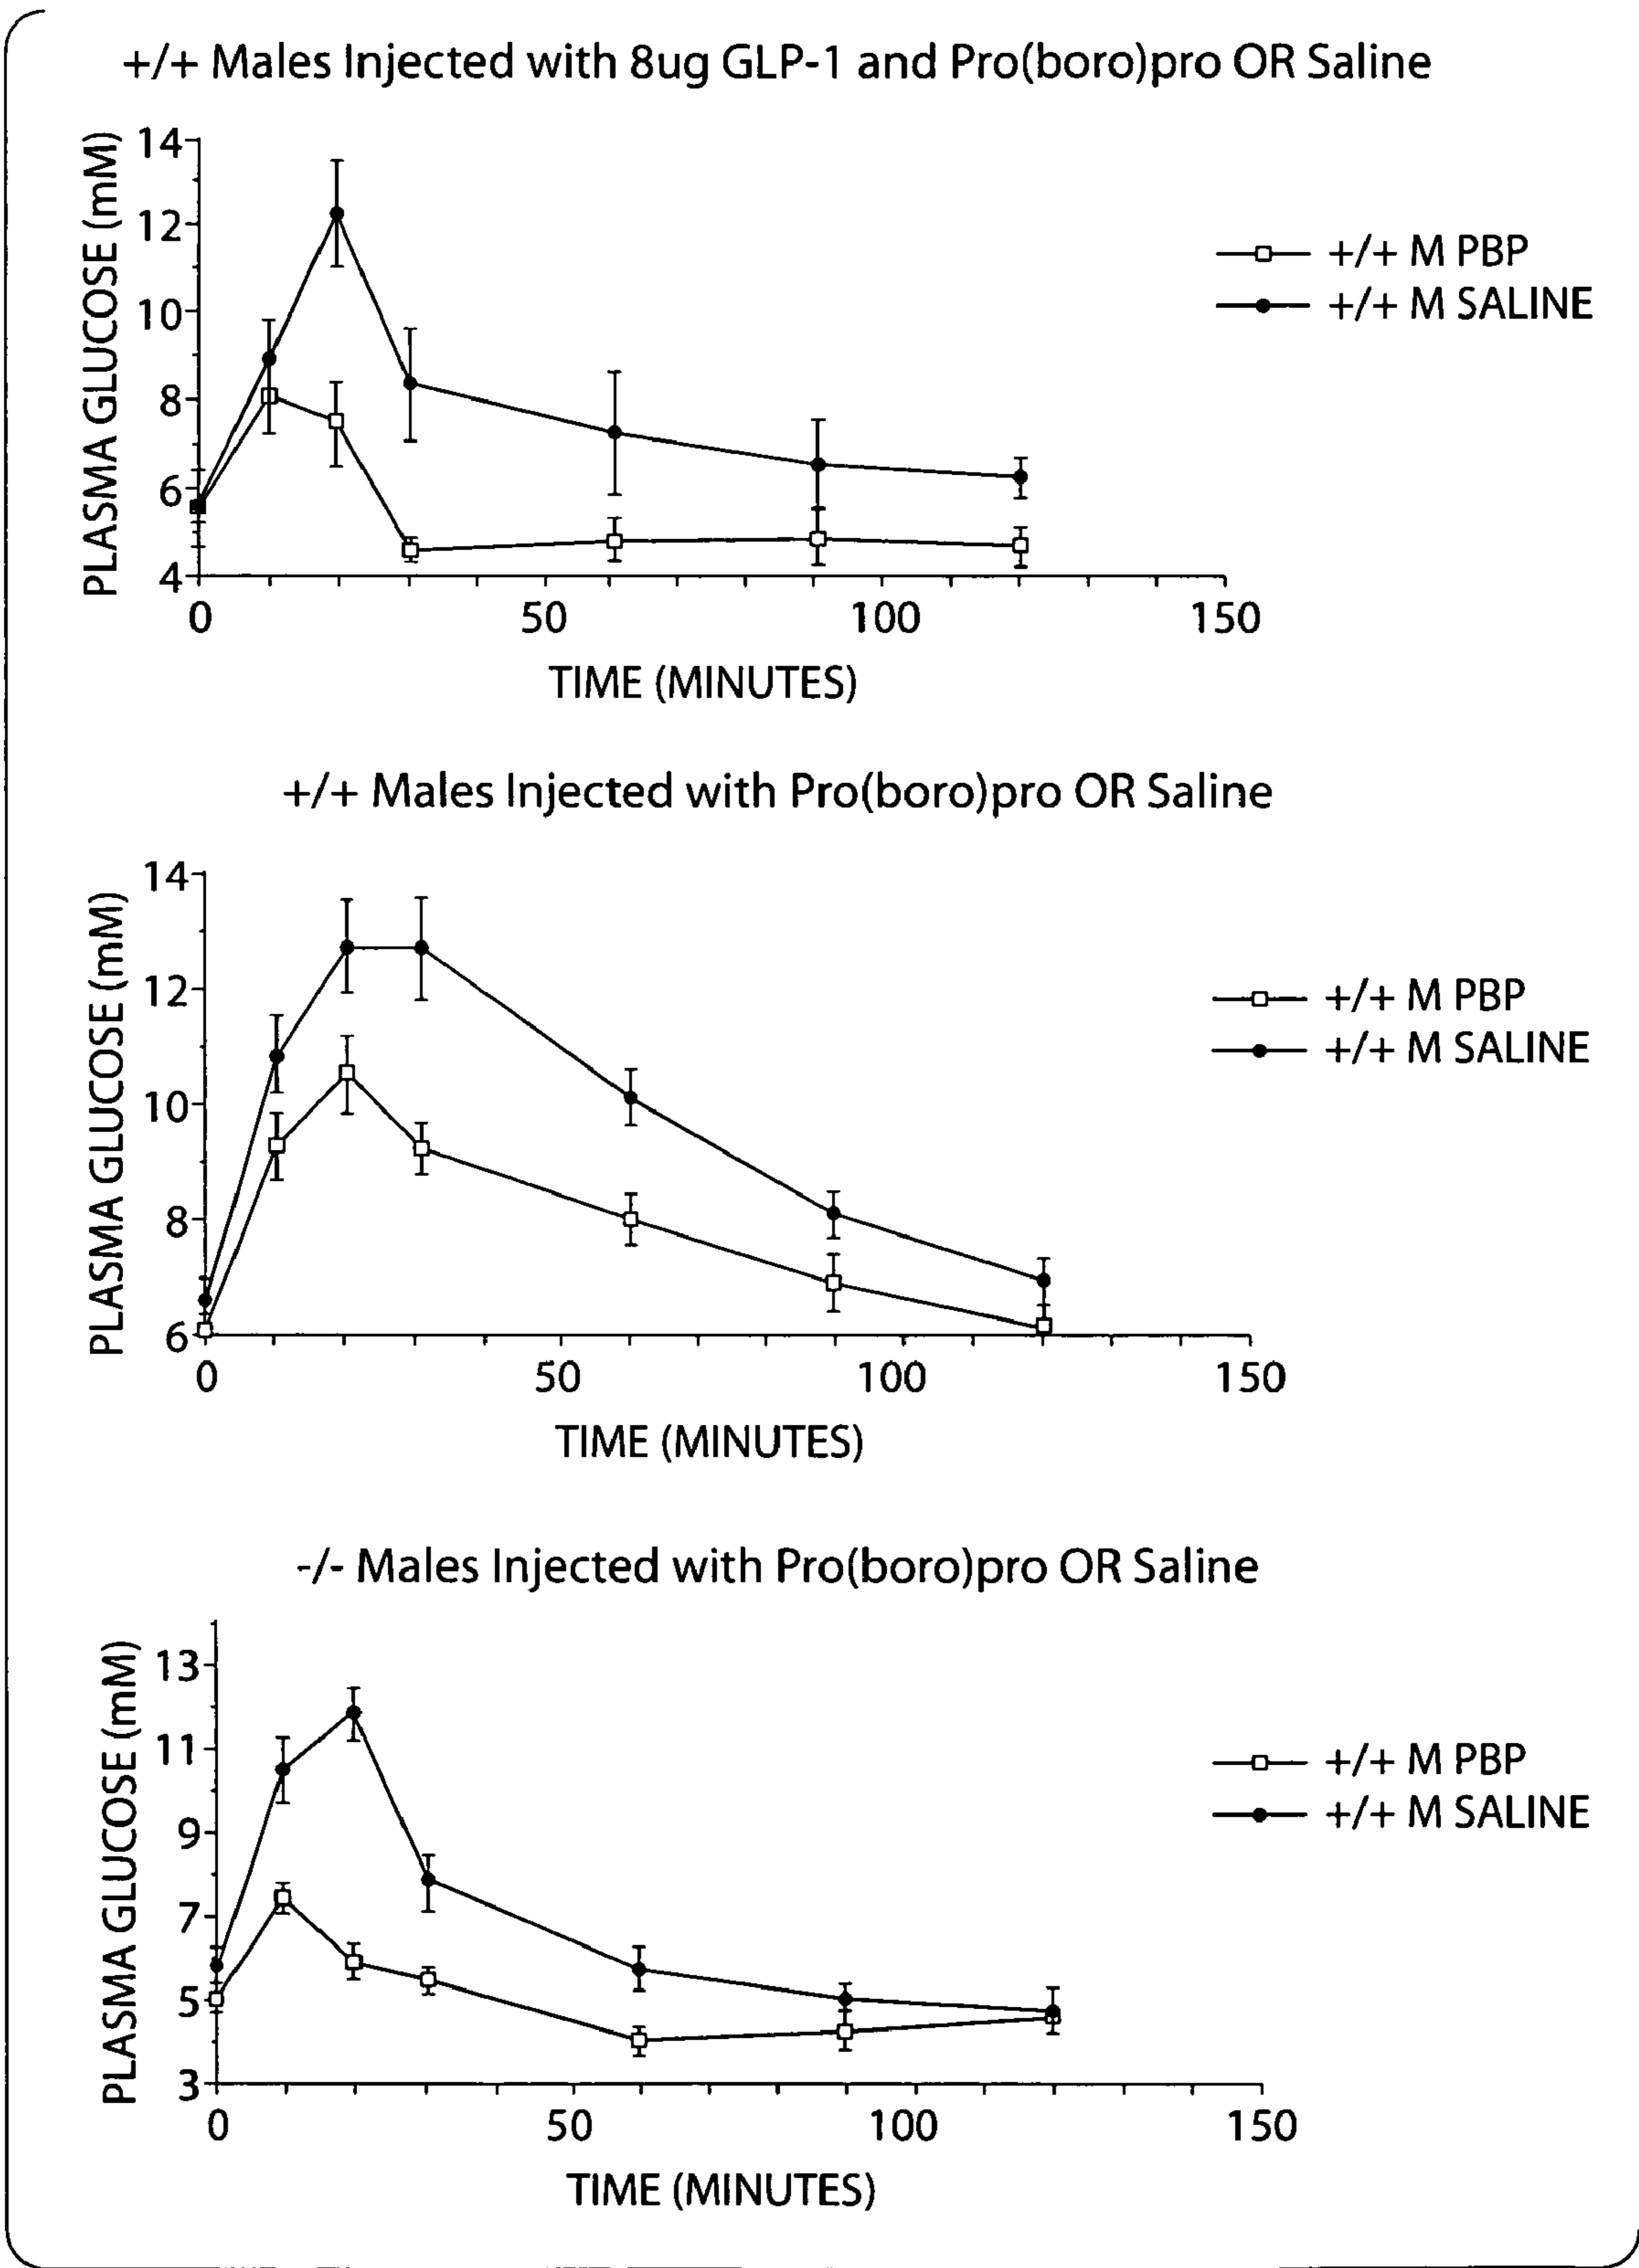 +/+ Males Injected with 8ug GLP-1 and Pro(boro)pro OR Saline
PLASMA GLUCOSE (mM)
14
12
10
8
6
4
0 50 100 150
TIME (MINUTES)
+/+ M PBP
+/+ M SALINE
+/+ Males Injected with Pro(boro)pro OR Saline
PLASMA GLUCOSE (mM)
14
12
10
8
6
0 50 100 150
TIME (MINUTES)
+/+ M PBP
+/+ M SALINE
-/- Males Injected with Pro(boro)pro OR Saline
PLASMA GLUCOSE (mM)
13
11
9
7
5
3
0 50 100 150
TIME (MINUTES)
+/+ M PBP
+/+ M SALINE